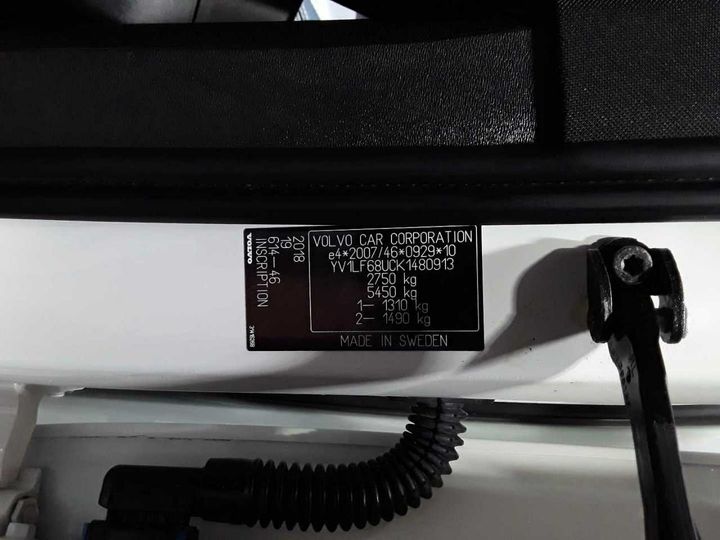 VOLVO
2018
19
614-46
INSCRIPTION
VOLVO CAR CORPORATION
e4*2007/46*0929*10
YV1LF68UCK1480913
2750 kg
5450 kg
1- 1310 kg
2- 1490 kg
MADE IN SWEDEN